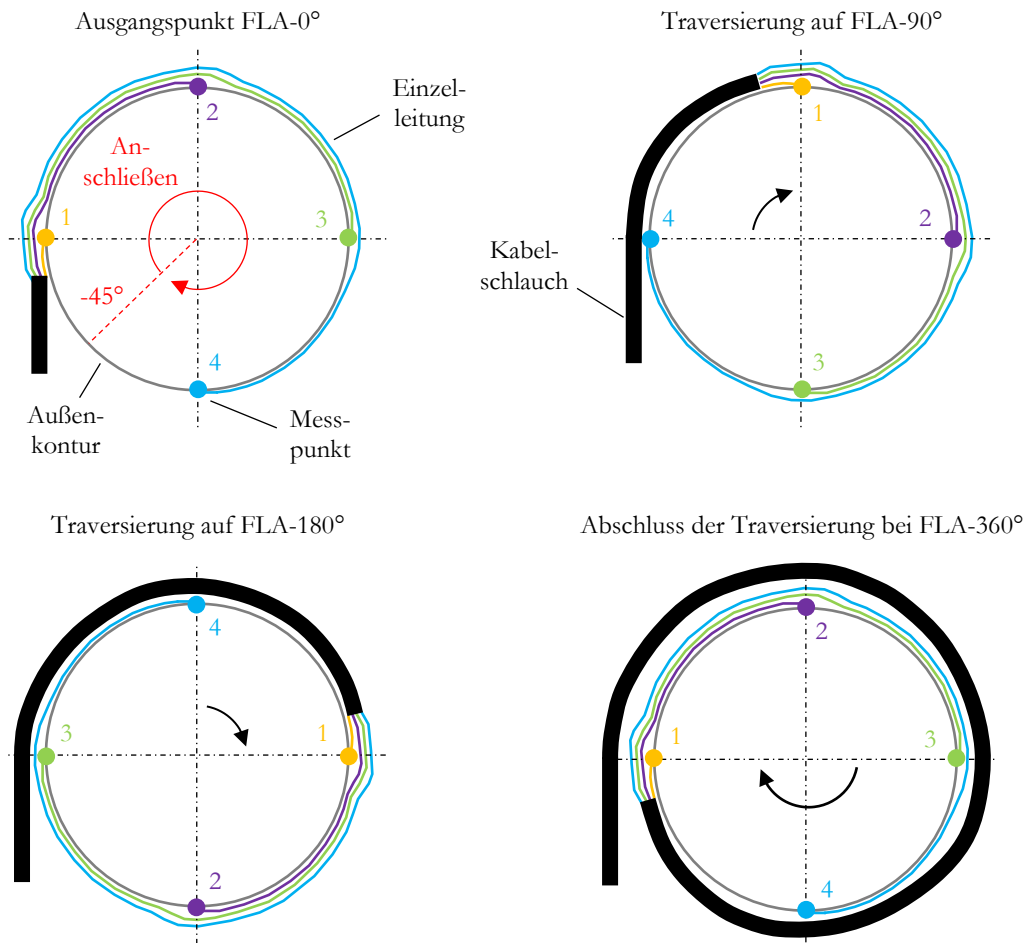 Ausgangspunkt FLA-0°
Traversierung auf FLA-90°
2
Einzel-
leitung
An-
schließen
1
3
-45°
4
Außen-
kontur
Mess-
punkt
1
4
2
Kabel-
schlauch
3
Traversierung auf FLA-180°
Abschluss der Traversierung bei FLA-360°
4
3
1
2
2
1
3
4